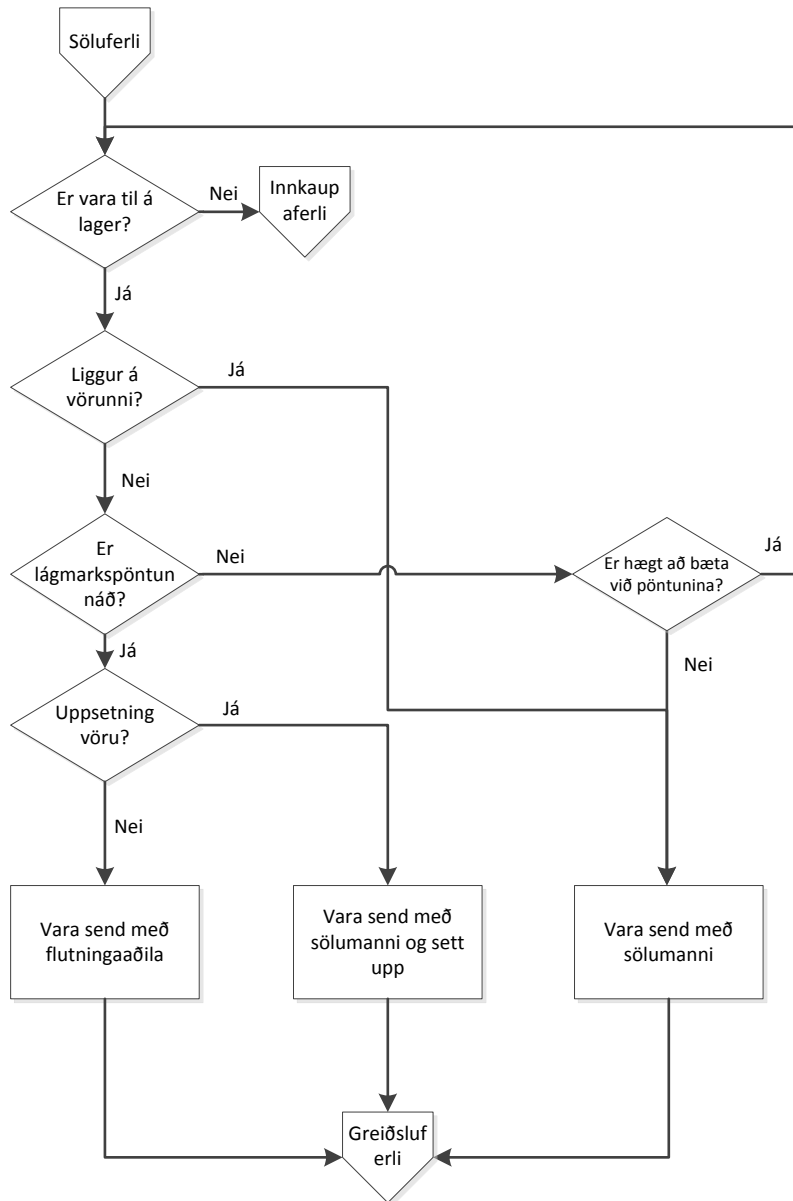 Söluferli
Er vara til á
lager?
Nei
Innkaup
aferli
Já
Liggur á
vörunni?
Já
Nei
Er
lágmarkspöntun
náð?
Nei
Er hægt að bæta
við pöntunina?
Já
Já
Nei
Uppsetning
vöru?
Já
Nei
Vara send með
flutningaaðila
Vara send með
sölumanni og sett
upp
Vara send með
sölumanni
Greiðsluf
erli